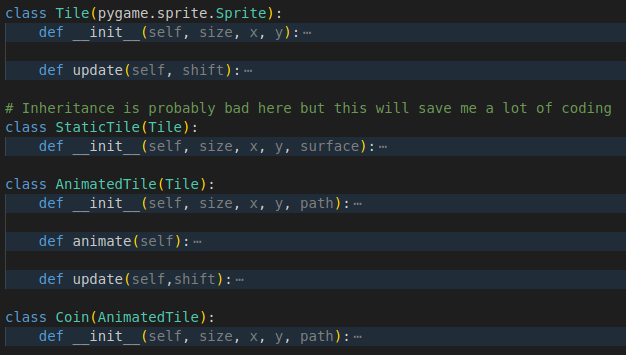 class Tile(pygame.sprite.Sprite):
    def __init__(self, size, x, y):⋯
    def update(self, shift):⋯
# Inheritance is probably bad here but this will save me a lot of coding
class StaticTile(Tile):
    def __init__(self, size, x, y, surface):⋯
class AnimatedTile(Tile):
    def __init__(self, size, x, y, path):⋯
    def animate(self):⋯
    def update(self,shift):⋯
class Coin(AnimatedTile):
    def __init__(self, size, x, y, path):⋯